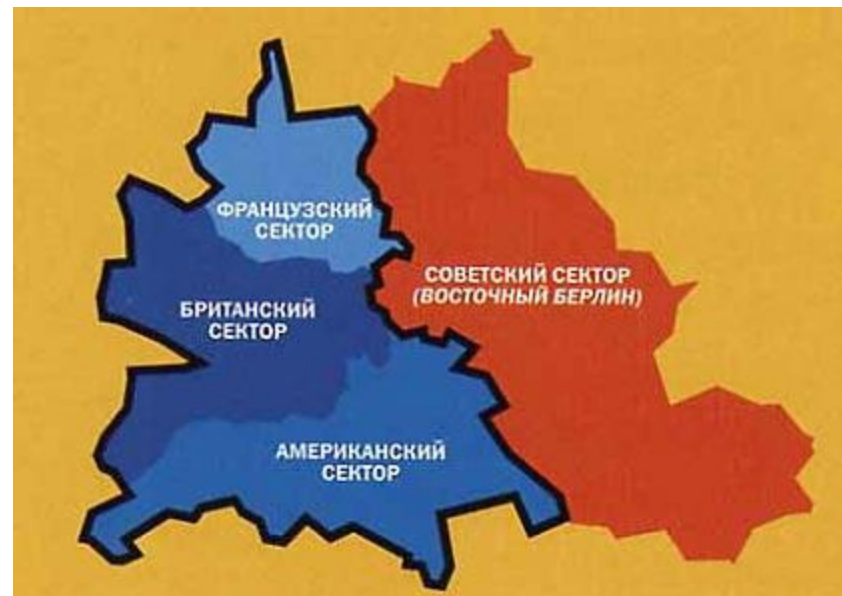 ФРАНЦУЗСКИЙ
СЕКТОР
СОВЕТСКИЙ СЕКТОР
(ВОСТОЧНЫЙ БЕРЛИН)
БРИТАНСКИЙ
СЕКТОР
АМЕРИКАНСКИЙ
СЕКТОР